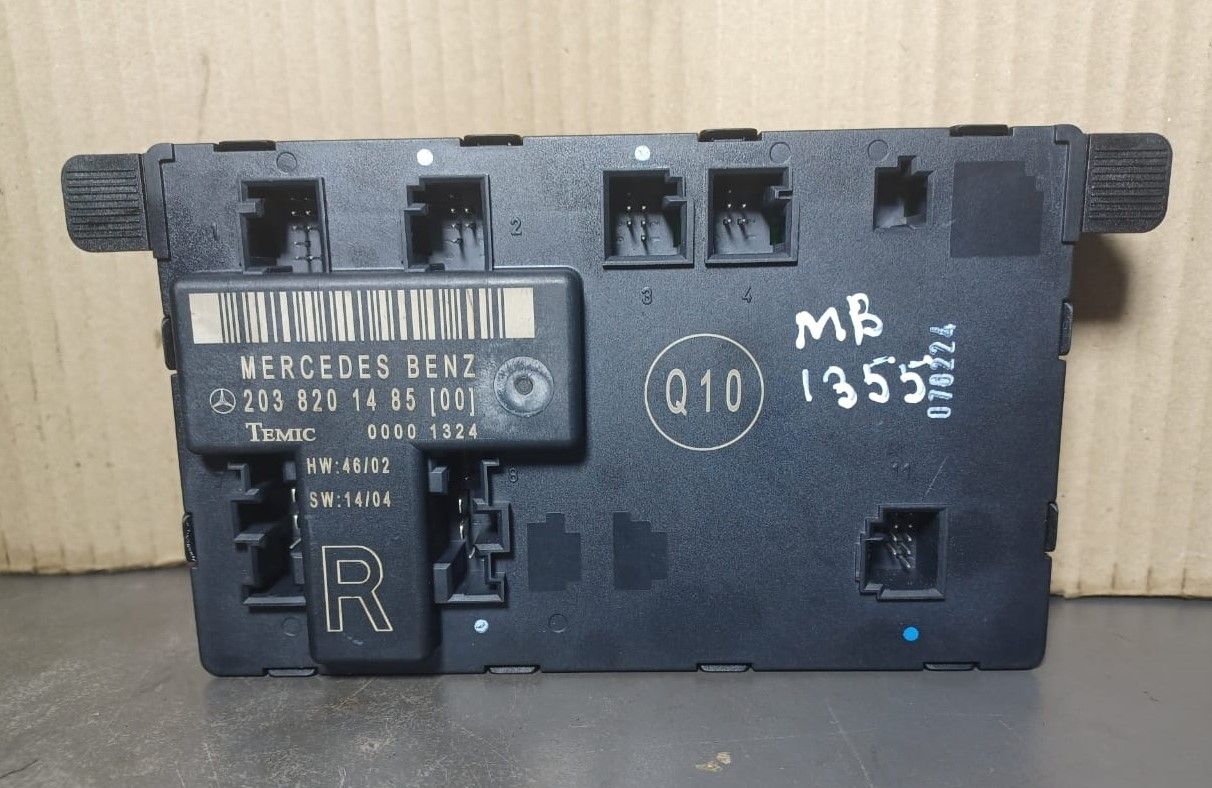 1
2
3
4
MERCEDES BENZ
203 820 14 85 [00]
TEMIC 0000 1324
HW:46/02
SW:14/04
R
Q10
MB
1355
070224
8
11